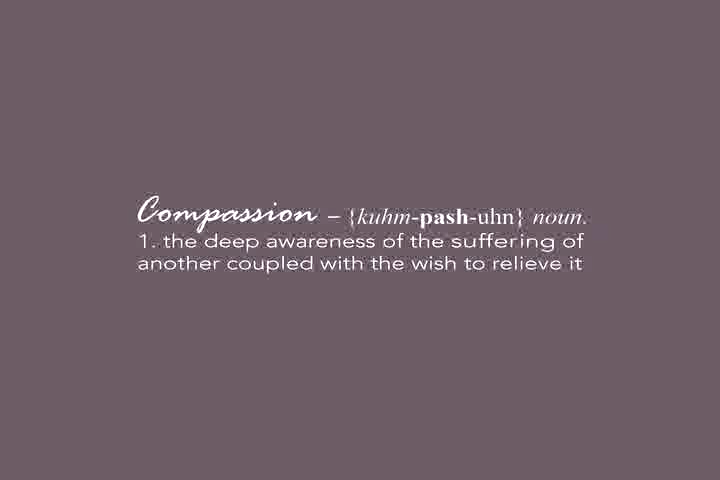 Compassion – {kuhm-pash-uhn} noun.
1. the deep awareness of the suffering of
another coupled with the wish to relieve it